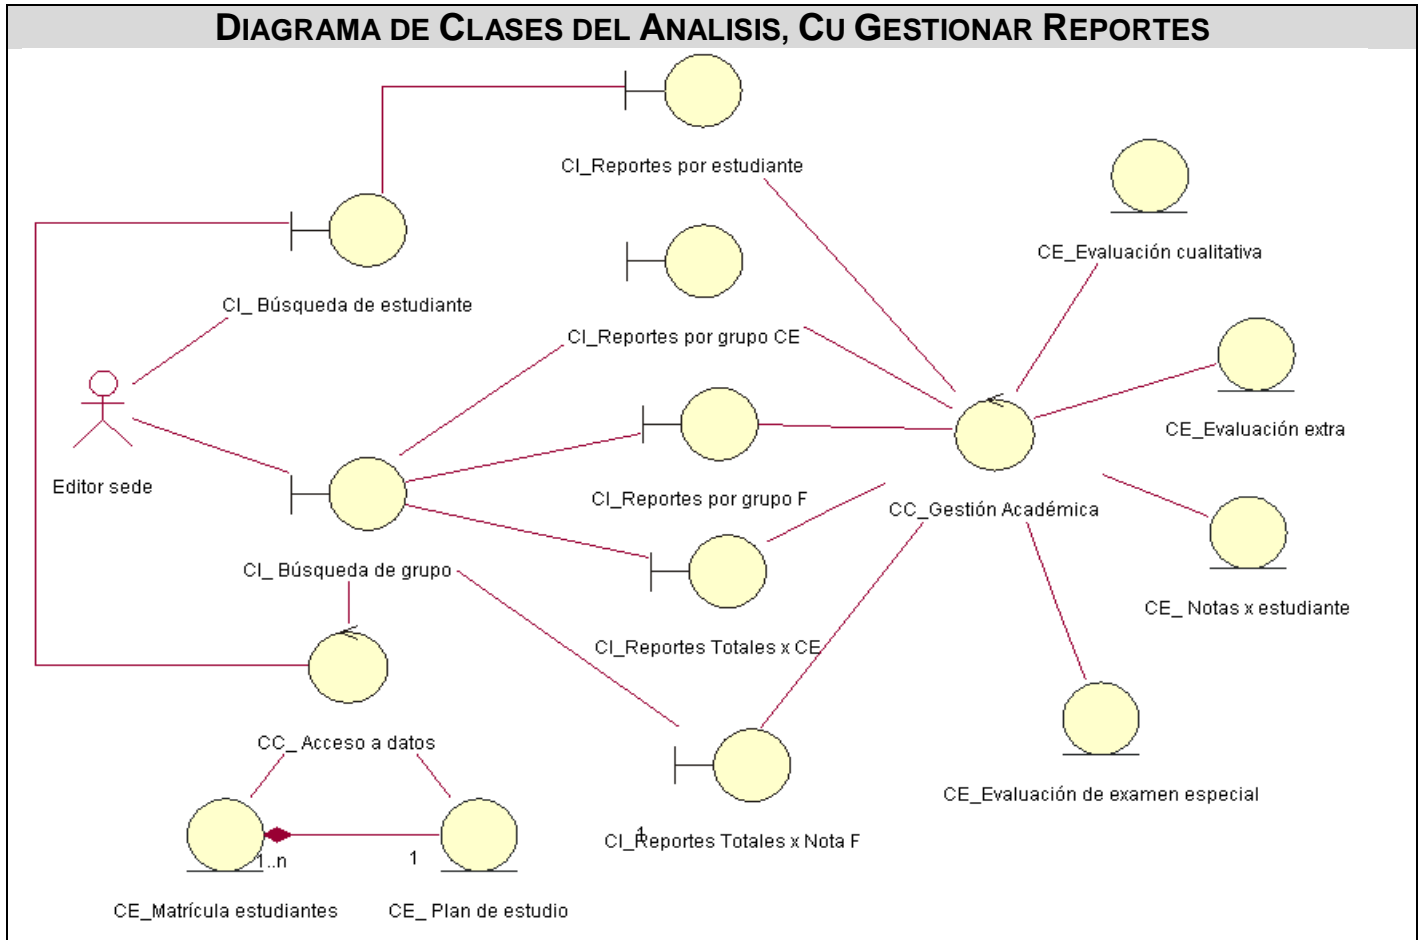 DIAGRAMA DE CLASES DEL ANALISIS, CU GESTIONAR REPORTES
CI_Reportes por estudiante
CE_Evaluación cualitativa
CI_ Búsqueda de estudiante
CI_Reportes por grupo CE
CE_Evaluación extra
Editor sede
CI_Reportes por grupo F
CC_Gestión Académica
CI_ Búsqueda de grupo
CE_ Notas x estudiante
CI_Reportes Totales x CE
CC_ Acceso a datos
CE_Evaluación de examen especial
1
CI_Reportes Totales x Nota F
1..n
1
CE_Matrícula estudiantes
CE_ Plan de estudio